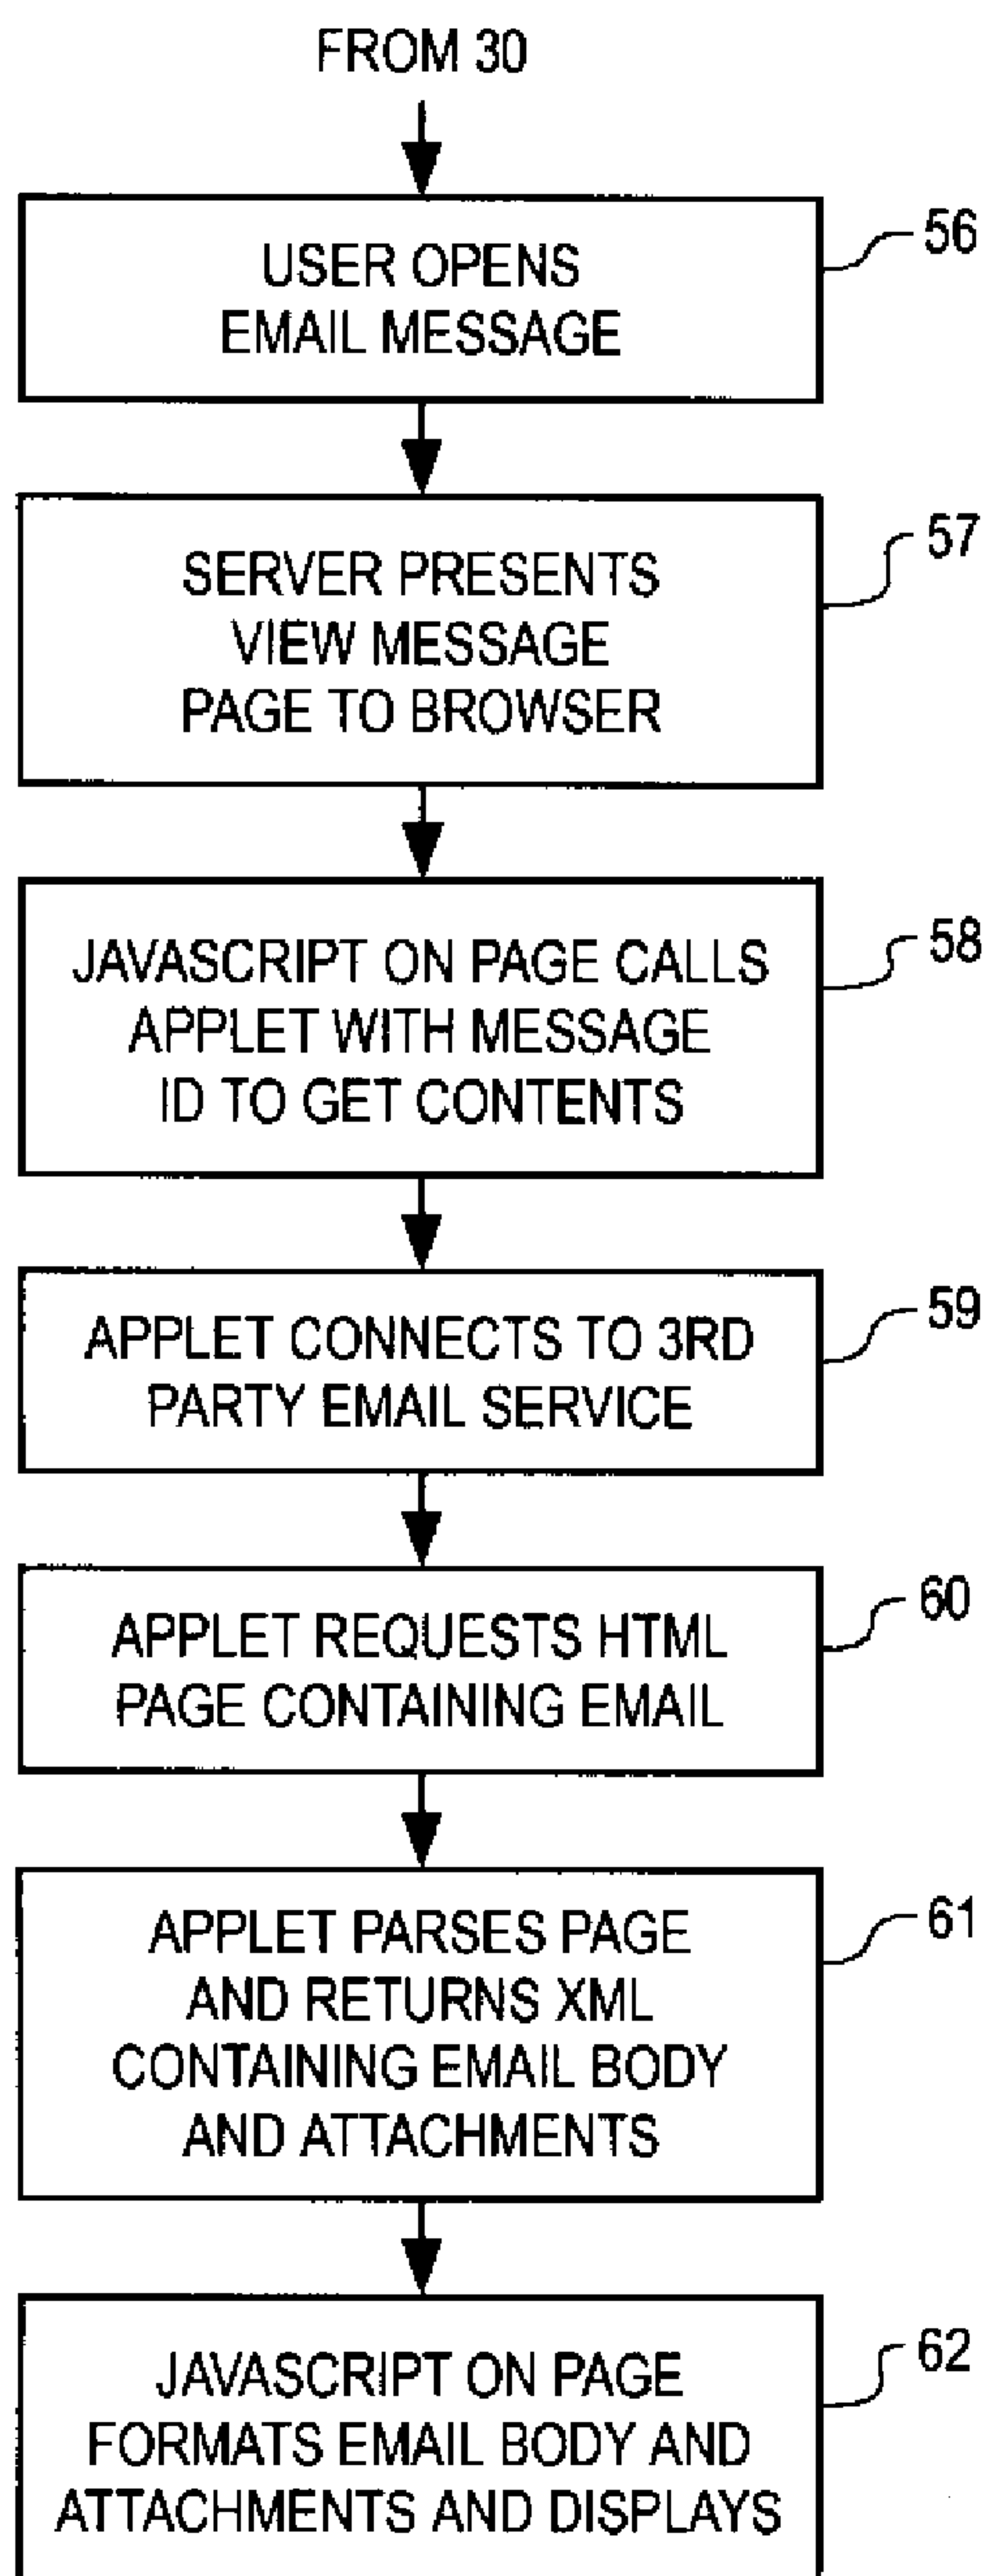 FROM 30
USER OPENS
EMAIL MESSAGE
56
SERVER PRESENTS
VIEW MESSAGE
PAGE TO BROWSER
57
JAVASCRIPT ON PAGE CALLS
APPLET WITH MESSAGE
ID TO GET CONTENTS
58
APPLET CONNECTS TO 3RD
PARTY EMAIL SERVICE
59
APPLET REQUESTS HTML
PAGE CONTAINING EMAIL
60
APPLET PARSES PAGE
AND RETURNS XML
CONTAINING EMAIL BODY
AND ATTACHMENTS
61
JAVASCRIPT ON PAGE
FORMATS EMAIL BODY AND
ATTACHMENTS AND DISPLAYS
62